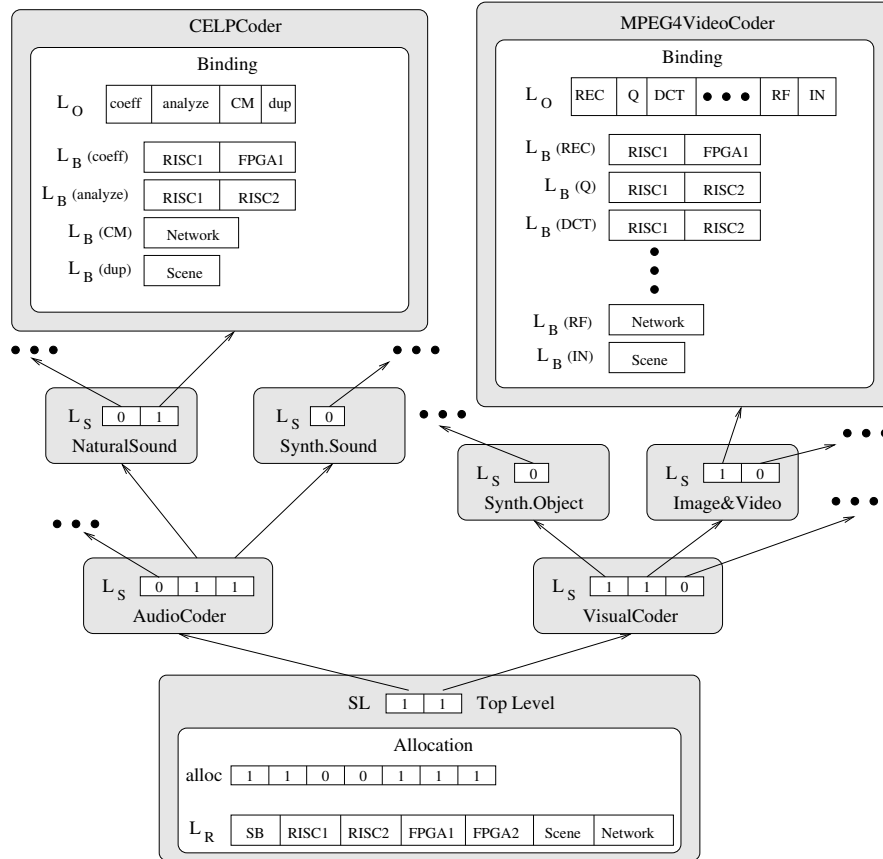 CELPCoder
Binding
L O coeff analyze CM dup
L B (coeff) RISC1 FPGA1
L B (analyze) RISC1 RISC2
L B (CM) Network
L B (dup) Scene
MPEG4VideoCoder
Binding
L O REC Q DCT RF IN
L B (REC) RISC1 FPGA1
L B (Q) RISC1 RISC2
L B (DCT) RISC1 RISC2
L B (RF) Network
L B (IN) Scene
L S 0 1
NaturalSound
L S 0
Synth.Sound
L S 0
Synth.Object
L S 1 0
Image&Video
L S 0 1 1
AudioCoder
L S 1 1 0
VisualCoder
SL 1 1 Top Level
Allocation
alloc 1 1 0 0 1 1 1
L R SB RISC1 RISC2 FPGA1 FPGA2 Scene Network